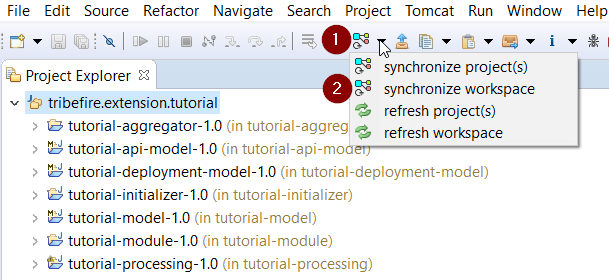 File Edit Source Refactor Navigate Search Project Tomcat Run Window Help
1
Project Explorer
synchronize project(s)
2 synchronize workspace
refresh project(s)
refresh workspace
tribefire.extension.tutorial
tutorial-aggregator-1.0 (in tutorial-aggreg
tutorial-api-model-1.0 (in tutorial-api-model)
tutorial-deployment-model-1.0 (in tutorial-deployment-model)
tutorial-initializer-1.0 (in tutorial-initializer)
tutorial-model-1.0 (in tutorial-model)
tutorial-module-1.0 (in tutorial-module)
tutorial-processing-1.0 (in tutorial-processing)